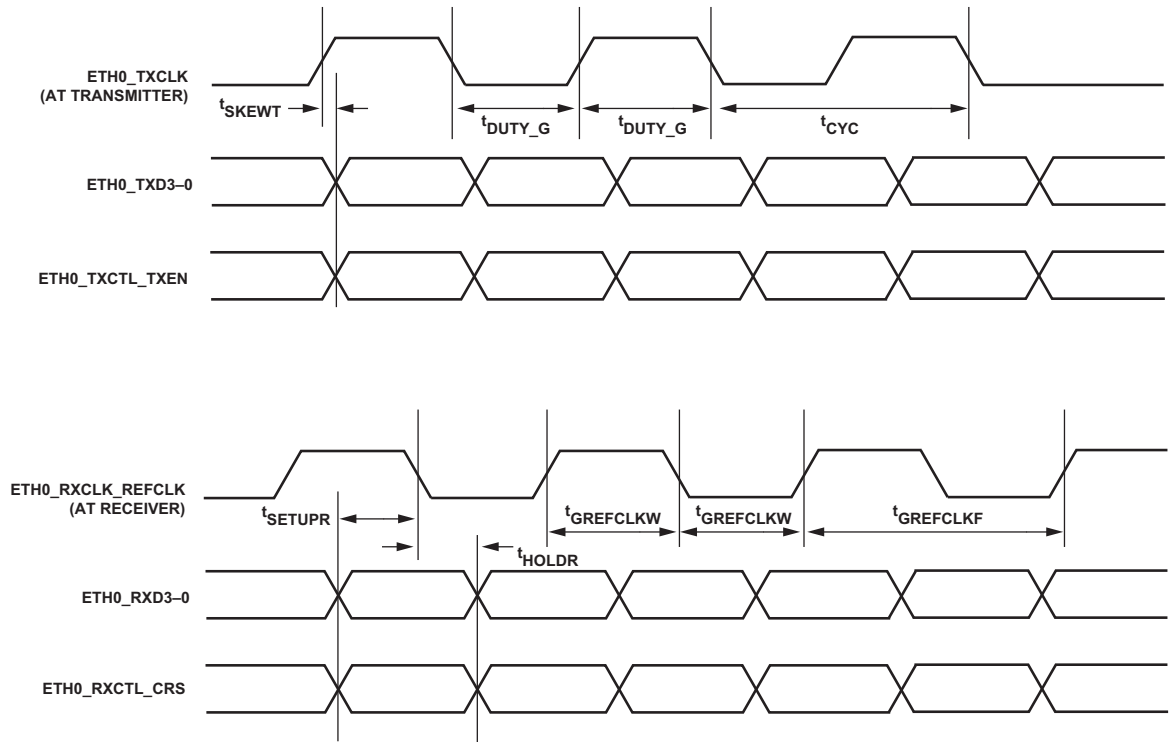 ETH0_TXCLK
(AT TRANSMITTER)
tSKEWT
tDUTY_G
tDUTY_G
tCYC
ETH0_TXD3–0
ETH0_TXCTL_TXEN
ETH0_RXCLK_REFCLK
(AT RECEIVER)
tSETUPR
tGREFCLKW
tGREFCLKW
tGREFCLKF
tHOLDR
ETH0_RXD3–0
ETH0_RXCTL_CRS